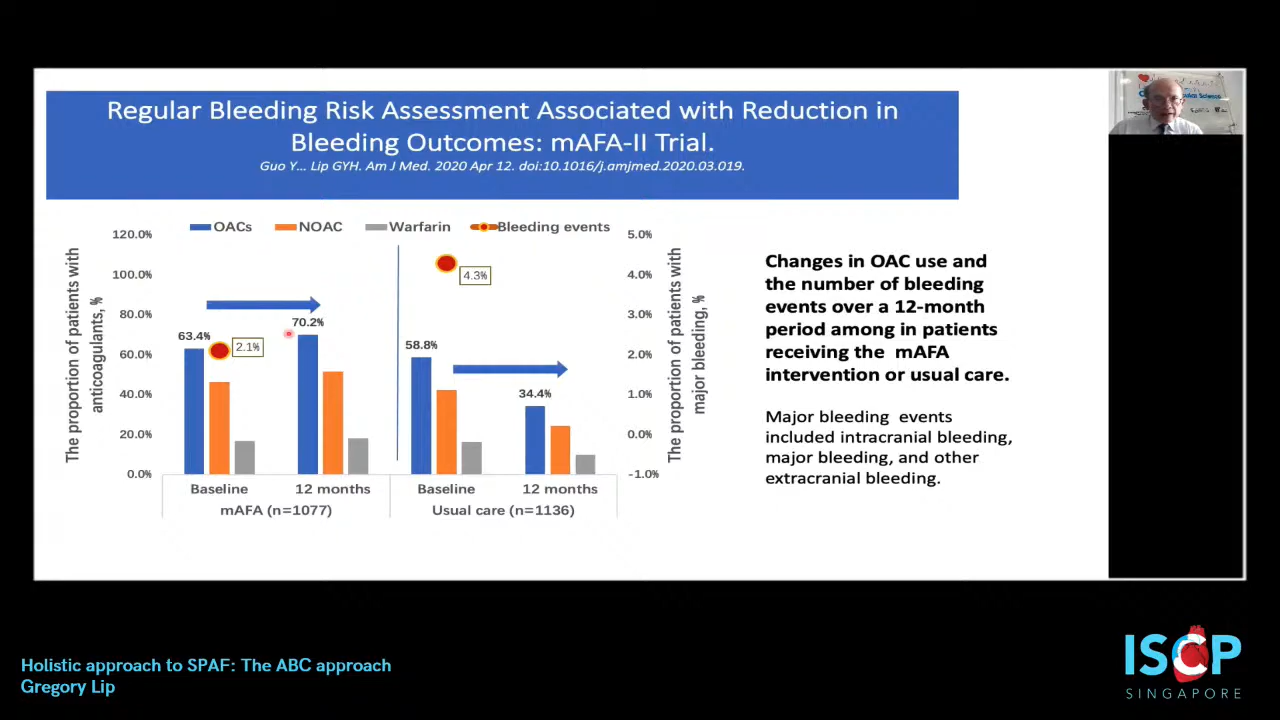 Regular Bleeding Risk Assessment Associated with Reduction in
Bleeding Outcomes: mAFA-II Trial.
Guo Y... Lip GYH. Am J Med. 2020 Apr 12. doi:10.1016/j.amjmed.2020.03.019.
OACs NOAC Warfarin Bleeding events
The proportion of patients with
anticoagulants, %
120.0%
100.0%
80.0%
60.0%
40.0%
20.0%
0.0%
63.4%
2.1%
70.2%
4.3%
58.8%
34.4%
5.0%
4.0%
3.0%
2.0%
1.0%
0.0%
-1.0%
The proportion of patients with
major bleeding, %
Baseline 12 months Baseline 12 months
mAFA (n=1077) Usual care (n=1136)
Changes in OAC use and
the number of bleeding
events over a 12-month
period among in patients
receiving the mAFA
intervention or usual care.
Major bleeding events
included intracranial bleeding,
major bleeding, and other
extracranial bleeding.
Holistic approach to SPAF: The ABC approach
Gregory Lip
ISCP
SINGAPORE